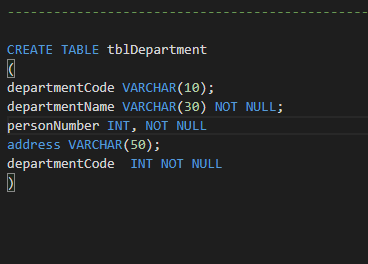 CREATE TABLE tblDepartment
(
departmentCode VARCHAR(10);
departmentName VARCHAR(30) NOT NULL;
personNumber INT, NOT NULL
address VARCHAR(50);
departmentCode  INT NOT NULL
)